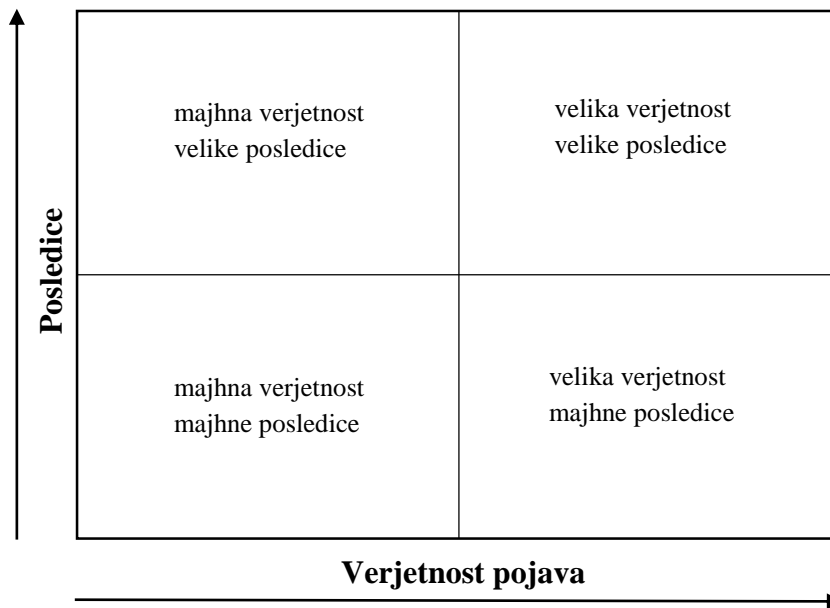 majhna verjetnost
velike posledice
velika verjetnost
velike posledice
Posledice
majhna verjetnost
majhne posledice
velika verjetnost
majhne posledice
Verjetnost pojava